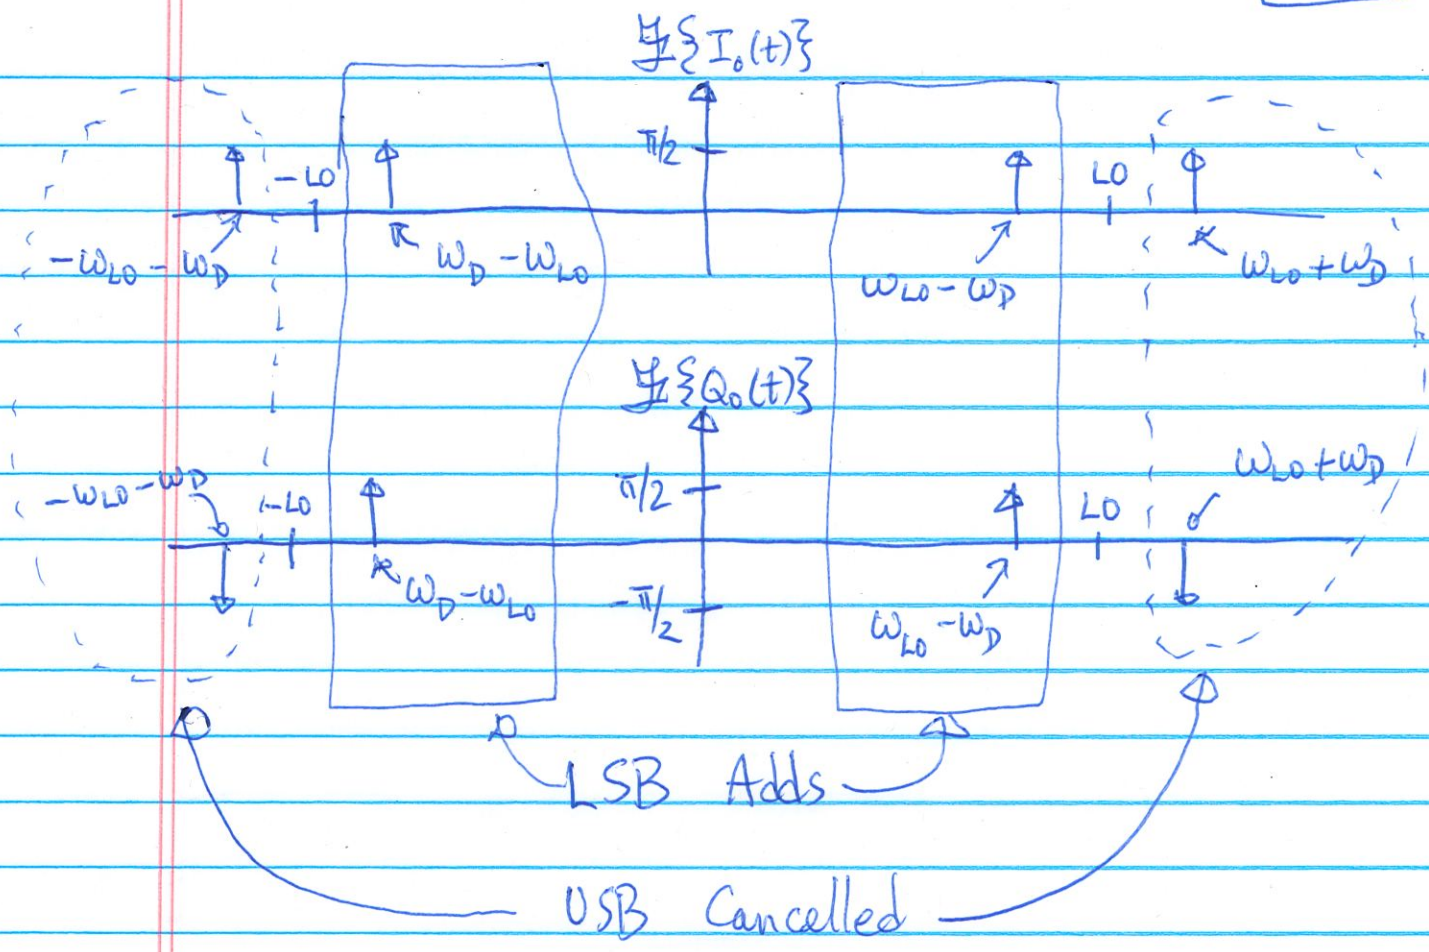 ℱ{I₀(t)}
π/2
-LO LO
-ω_LO - ω_D ω_D - ω_LO ω_LO - ω_D ω_LO + ω_D
ℱ{Q₀(t)}
-ω_LO - ω_D -LO π/2 LO ω_LO + ω_D
ω_D - ω_LO -π/2 ω_LO - ω_D
LSB Adds
USB Cancelled